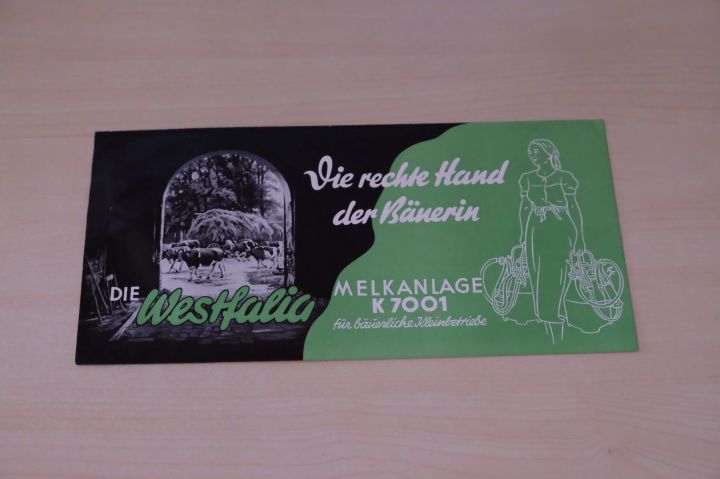 Die rechte Hand
der Bäuerin
DIE Westfalia
MELKANLAGE
K 7001
für bäuerliche Kleinbetriebe